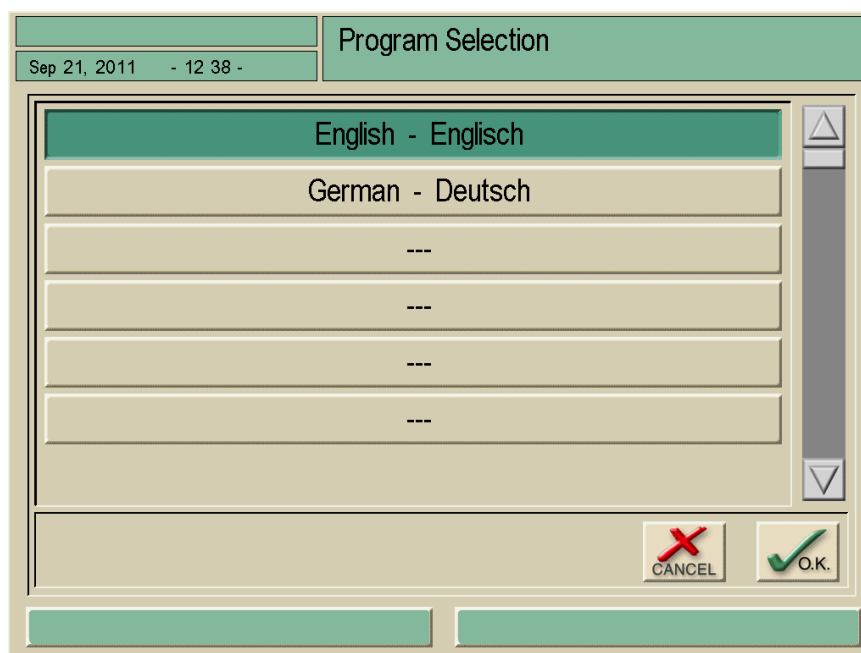 Program Selection
Sep 21, 2011 - 12 38 -
English - Englisch
German - Deutsch
---
---
---
---
CANCEL
O.K.